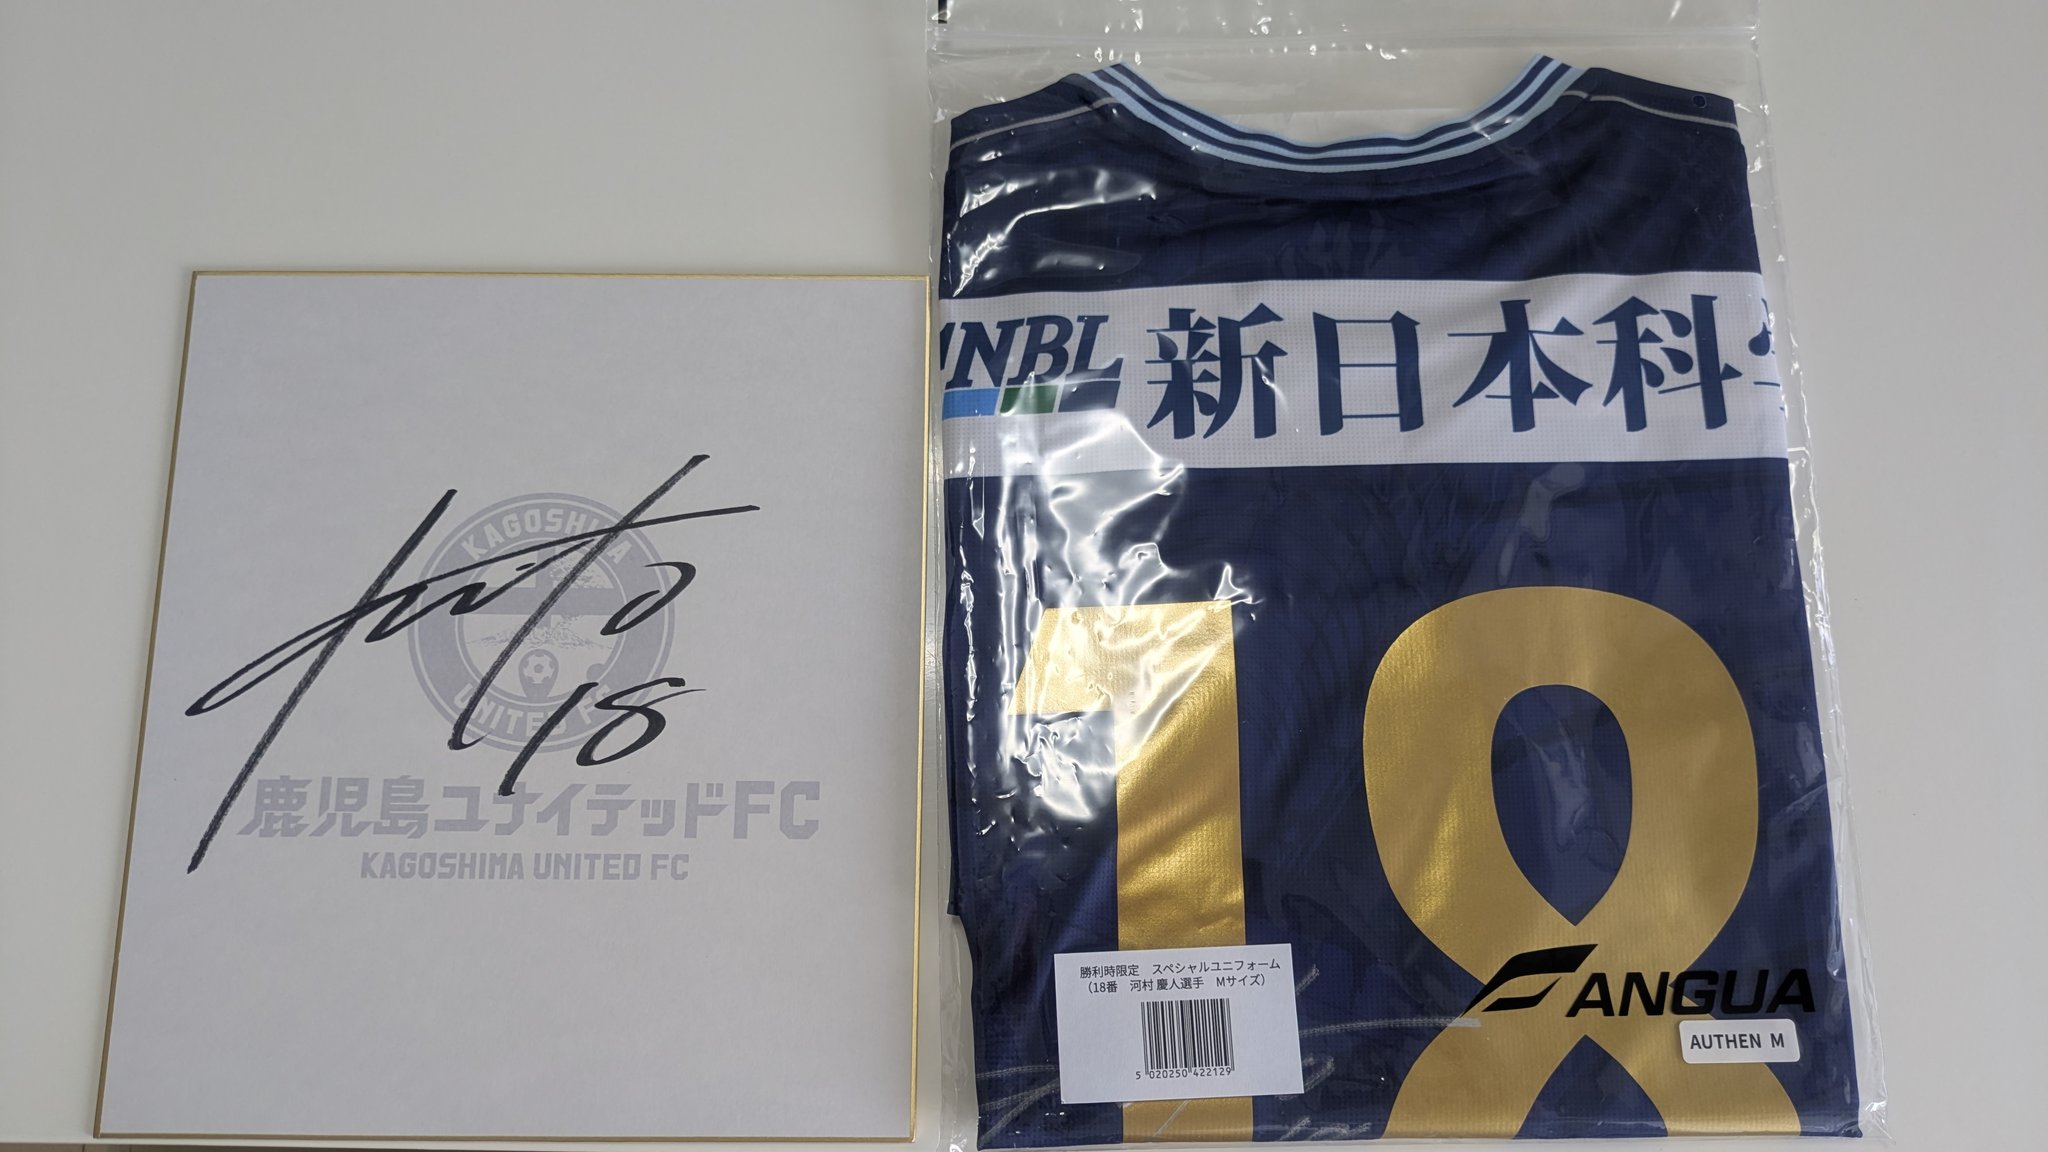 KAGOSHIMA
UNITED F
18
鹿児島ユナイテッドFC
KAGOSHIMA UNITED FC
NBL 新日本科
18
勝利時限定 スペシャルユニフォーム
(18番 河村 慶人選手 Mサイズ)
5 020250 422129
FANGUA
AUTHEN M